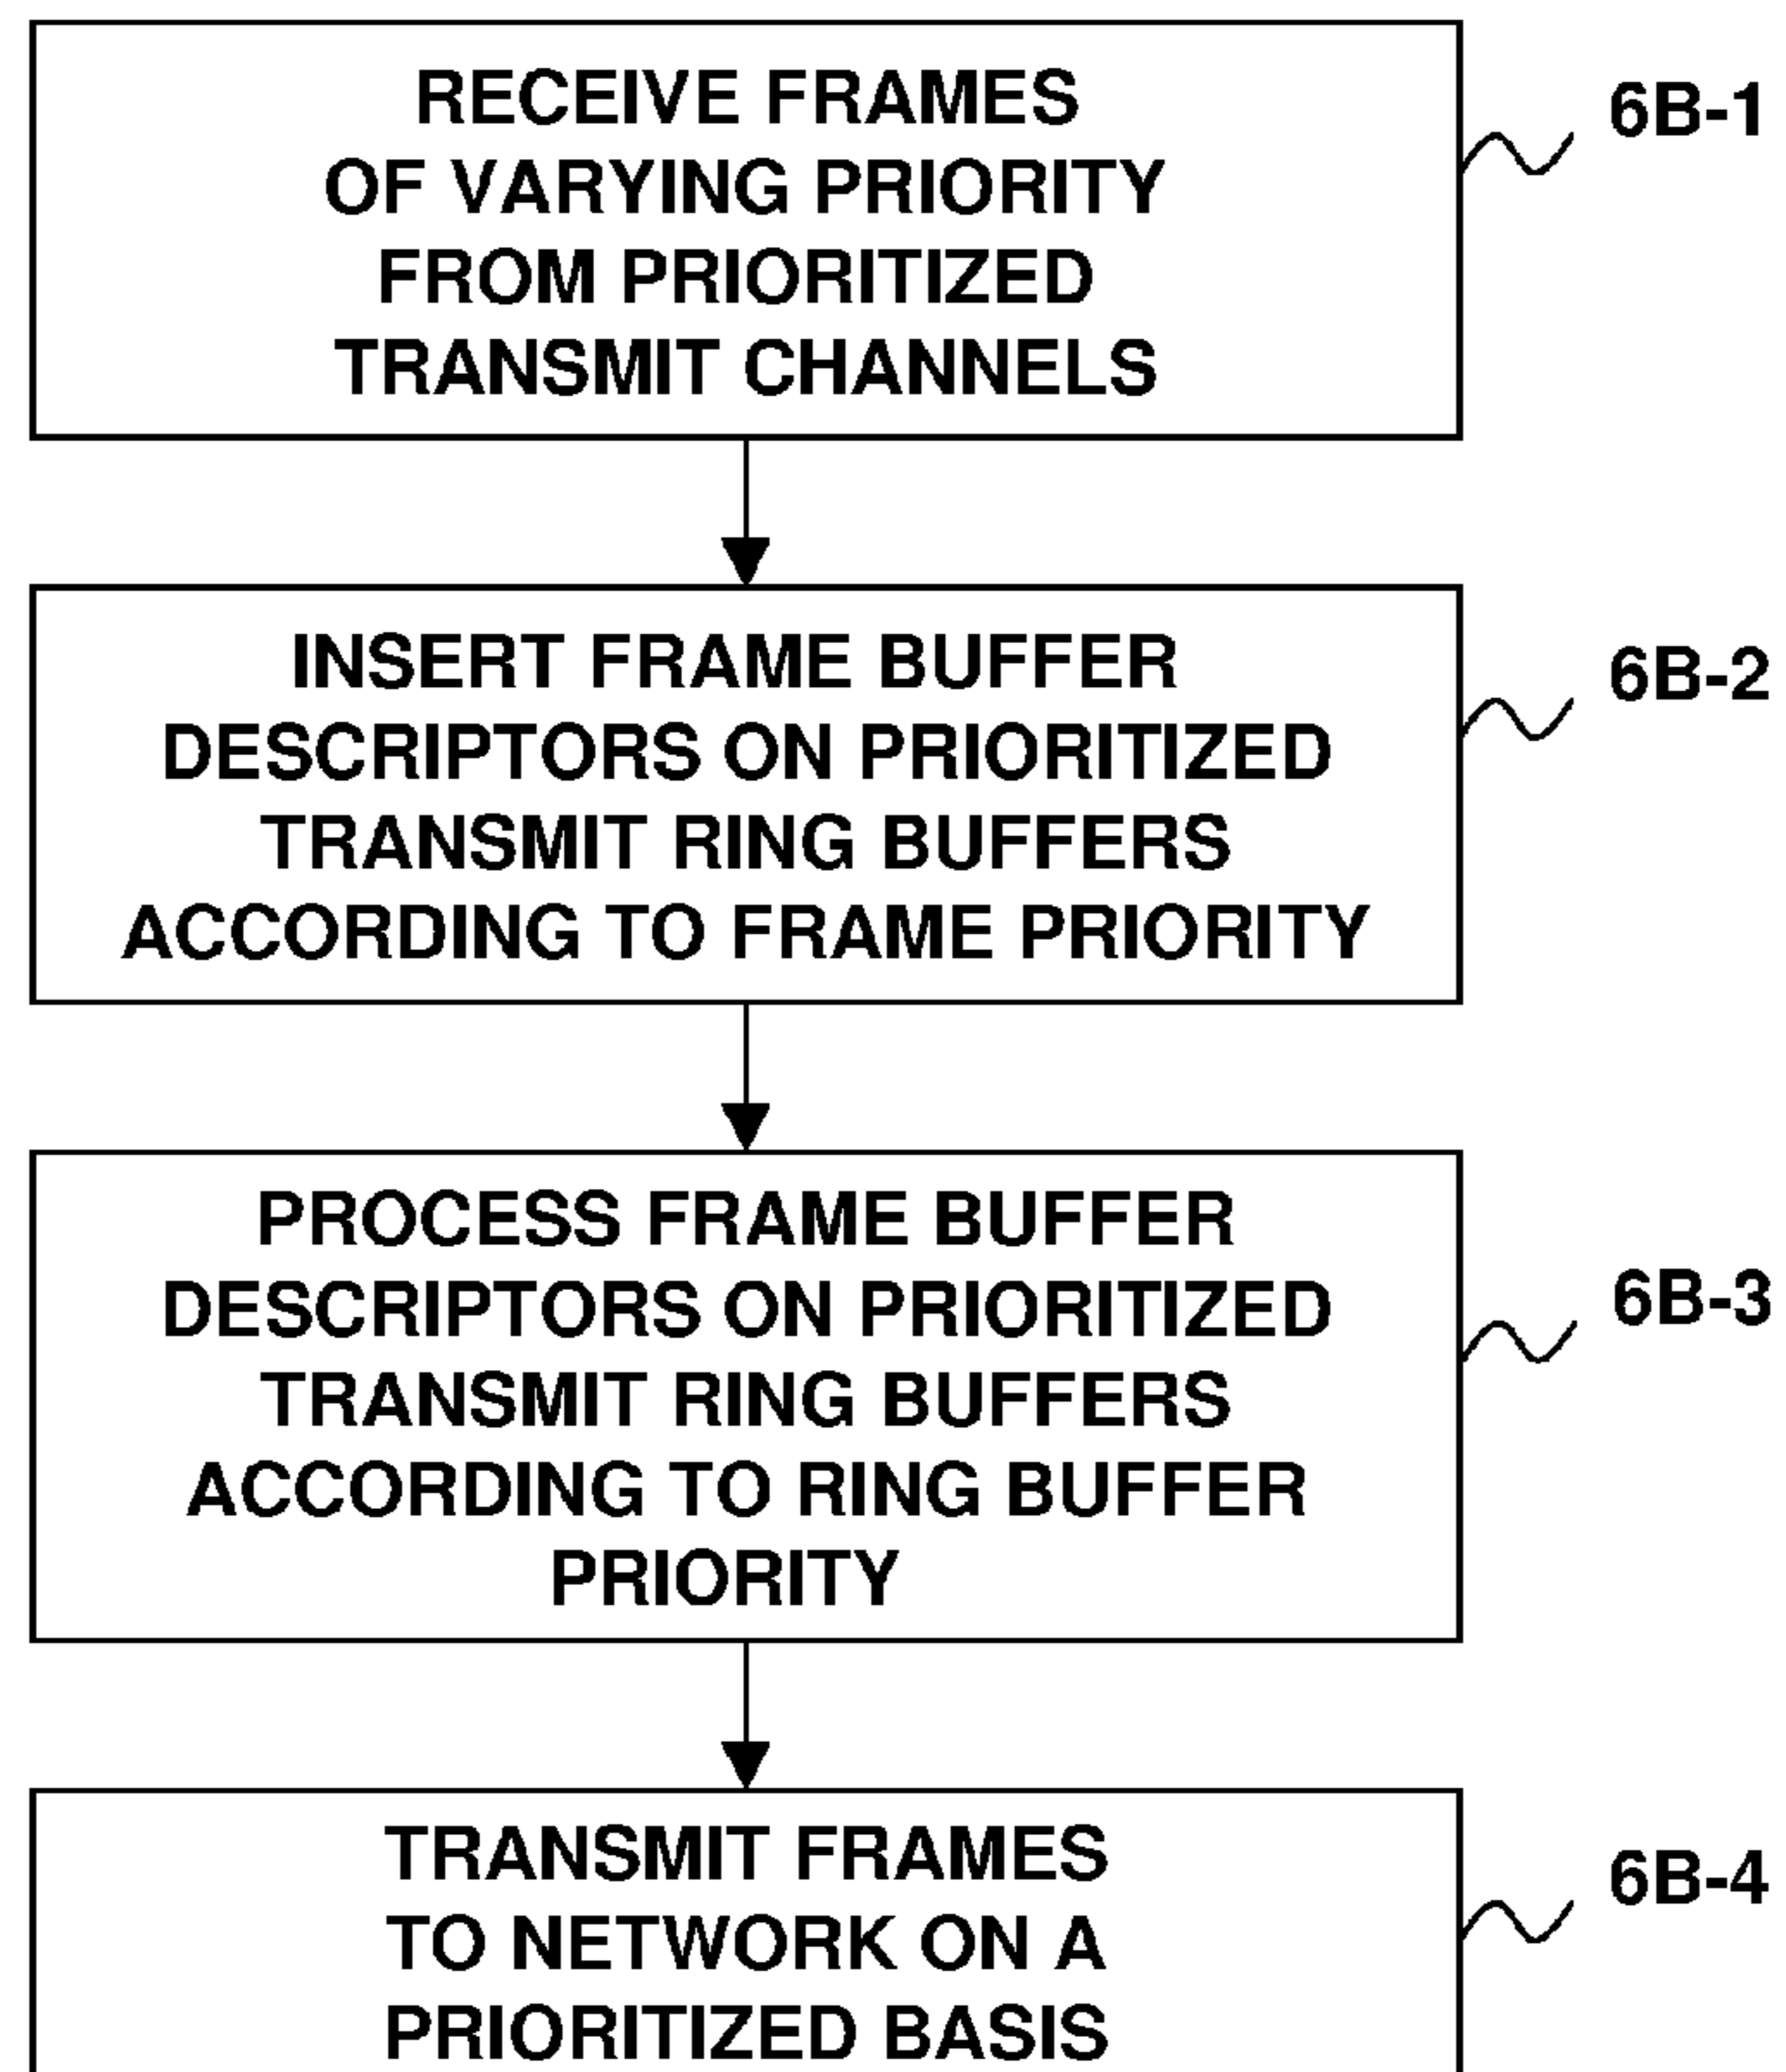 RECEIVE FRAMES
OF VARYING PRIORITY
FROM PRIORITIZED
TRANSMIT CHANNELS
6B-1
INSERT FRAME BUFFER
DESCRIPTORS ON PRIORITIZED
TRANSMIT RING BUFFERS
ACCORDING TO FRAME PRIORITY
6B-2
PROCESS FRAME BUFFER
DESCRIPTORS ON PRIORITIZED
TRANSMIT RING BUFFERS
ACCORDING TO RING BUFFER
PRIORITY
6B-3
TRANSMIT FRAMES
TO NETWORK ON A
PRIORITIZED BASIS
6B-4